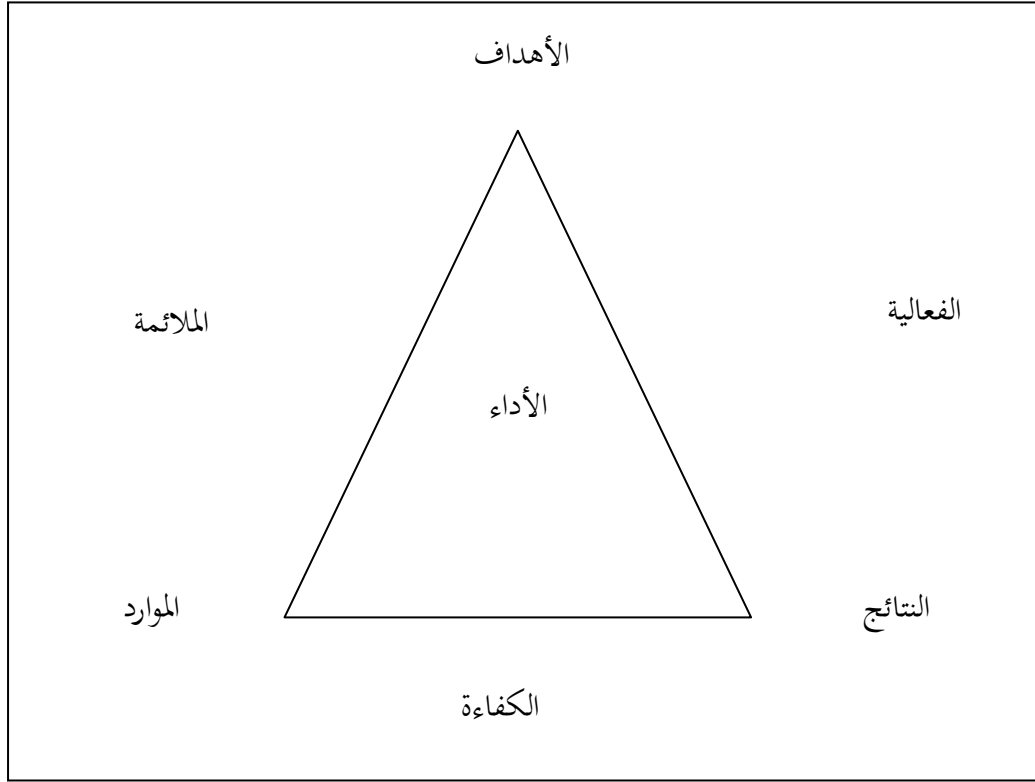 الأهداف
الفعالية
الملائمة
الأداء
النتائج
الموارد
الكفاءة